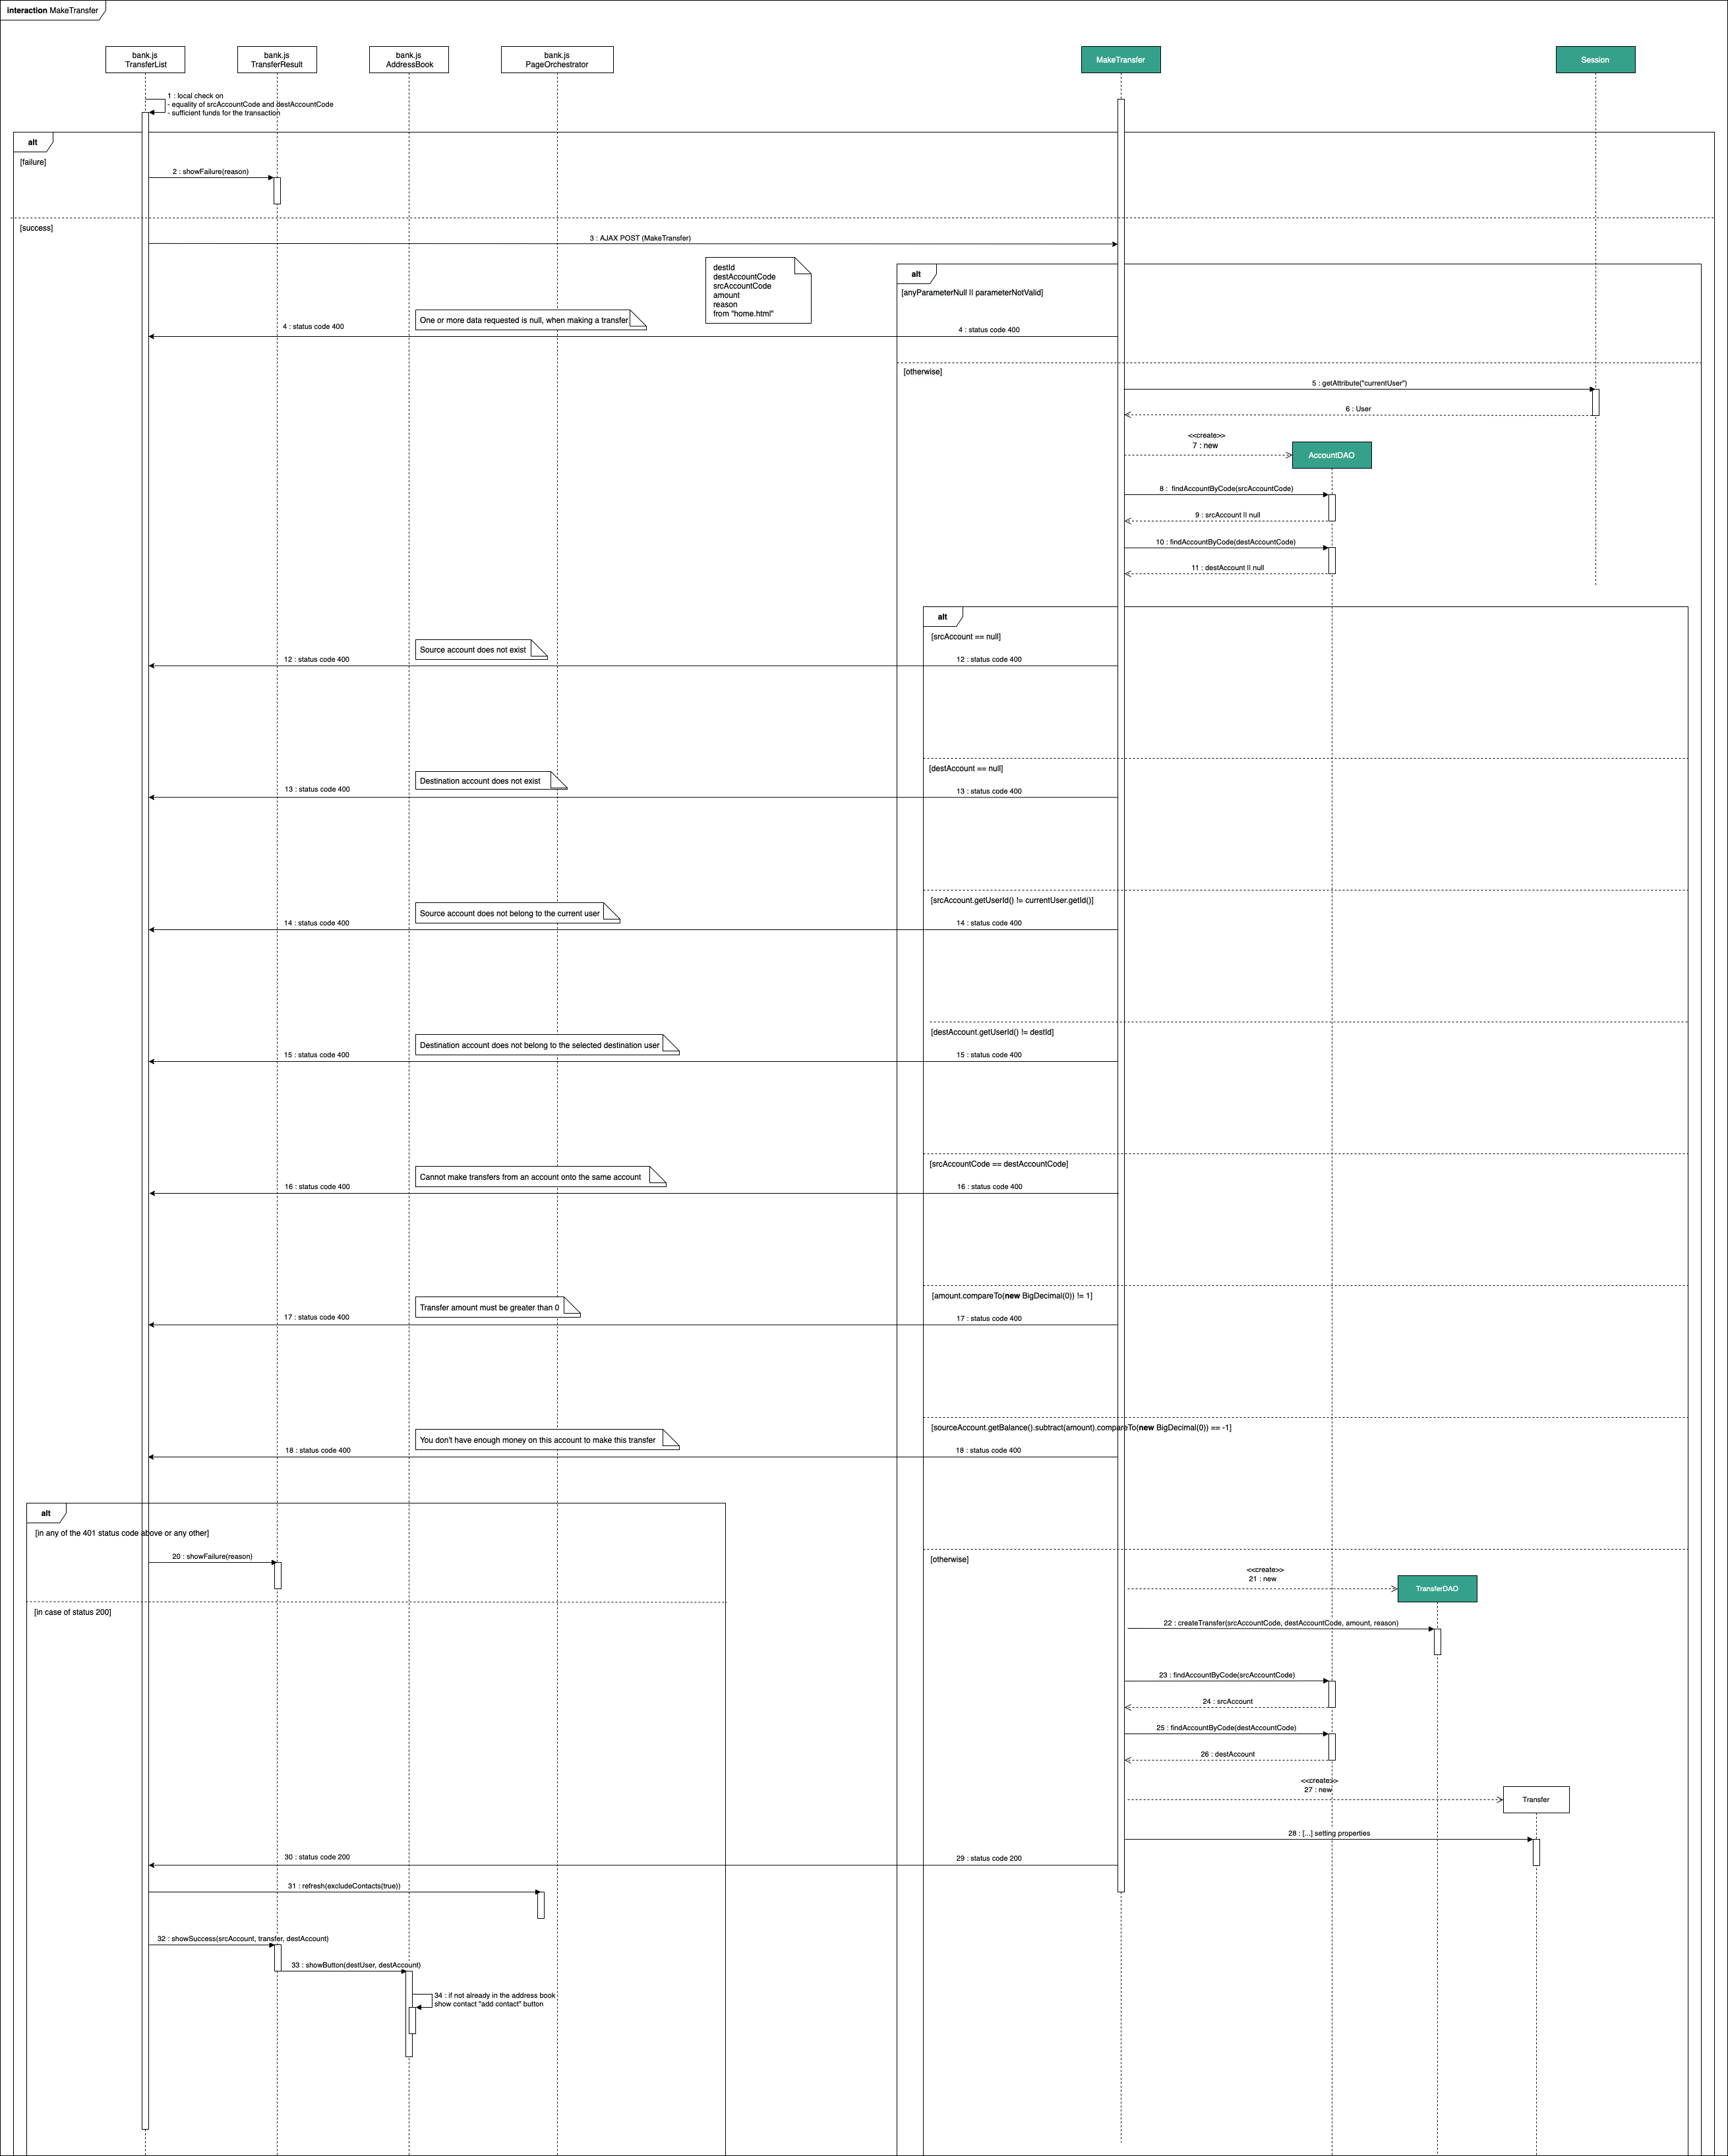 interaction MakeTransfer
bank.js
TransferList
bank.js
TransferResult
bank.js
AddressBook
bank.js
PageOrchestrator
MakeTransfer
Session
1 : local check on
- equality of srcAccountCode and destAccountCode
- sufficient funds for the transaction
alt
[failure]
2 : showFailure(reason)
[success]
3 : AJAX POST (MakeTransfer)
destId
destAccountCode
srcAccountCode
amount
reason
from "home.html"
alt
[anyParameterNull || parameterNotValid]
One or more data requested is null, when making a transfer
4 : status code 400
4 : status code 400
[otherwise]
5 : getAttribute("currentUser")
6 : User
<<create>>
7 : new
AccountDAO
8 : findAccountByCode(srcAccountCode)
9 : srcAccount || null
10 : findAccountByCode(destAccountCode)
11 : destAccount || null
alt
[srcAccount == null]
Source account does not exist
12 : status code 400
12 : status code 400
[destAccount == null]
Destination account does not exist
13 : status code 400
13 : status code 400
[srcAccount.getUserId() != currentUser.getId()]
Source account does not belong to the current user
14 : status code 400
14 : status code 400
[destAccount.getUserId() != destId]
Destination account does not belong to the selected destination user
15 : status code 400
15 : status code 400
[srcAccountCode == destAccountCode]
Cannot make transfers from an account onto the same account
16 : status code 400
16 : status code 400
[amount.compareTo(new BigDecimal(0)) != 1]
Transfer amount must be greater than 0
17 : status code 400
17 : status code 400
[sourceAccount.getBalance().subtract(amount).compareTo(new BigDecimal(0)) == -1]
You don't have enough money on this account to make this transfer
18 : status code 400
18 : status code 400
alt
[in any of the 401 status code above or any other]
20 : showFailure(reason)
[otherwise]
<<create>>
21 : new
TransferDAO
[in case of status 200]
22 : createTransfer(srcAccountCode, destAccountCode, amount, reason)
23 : findAccountByCode(srcAccountCode)
24 : srcAccount
25 : findAccountByCode(destAccountCode)
26 : destAccount
<<create>>
27 : new
Transfer
28 : [...] setting properties
30 : status code 200
29 : status code 200
31 : refresh(excludeContacts(true))
32 : showSuccess(srcAccount, transfer, destAccount)
33 : showButton(destUser, destAccount)
34 : if not already in the address book
show contact "add contact" button